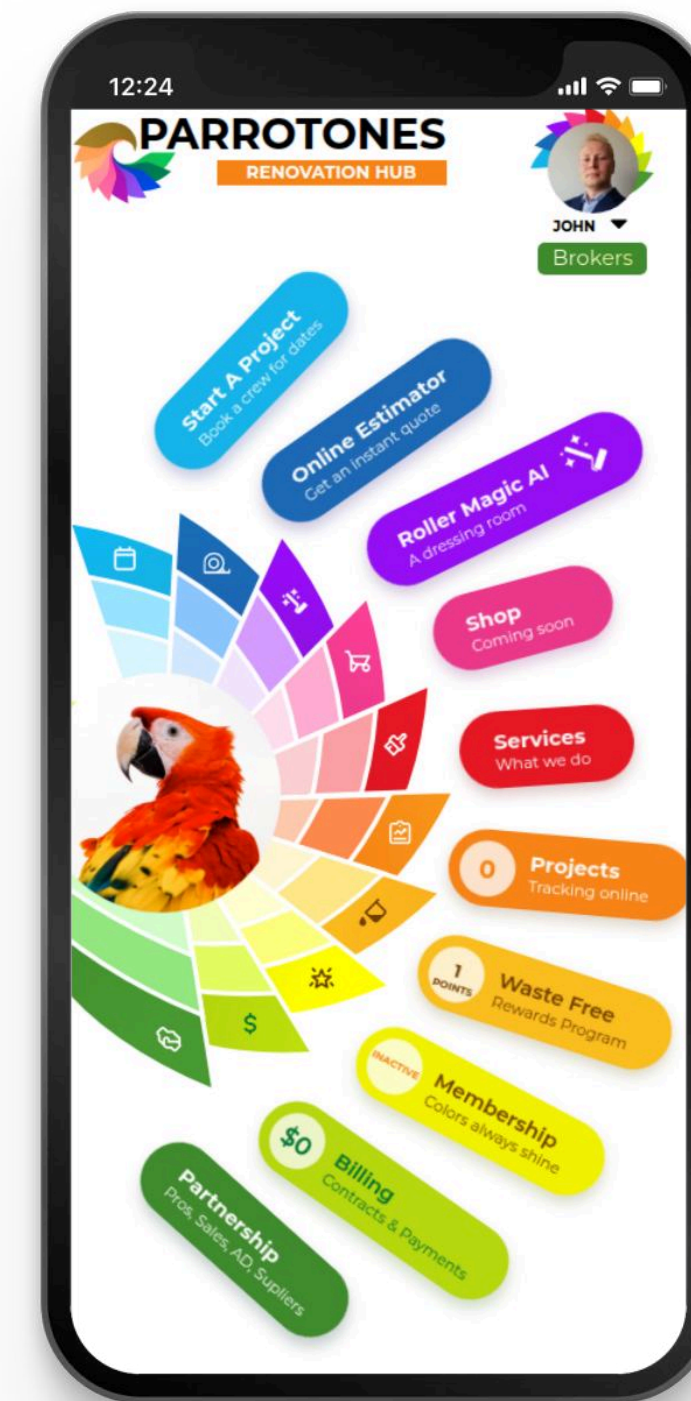 12:24
PARROTONES
RENOVATION HUB
JOHN
Brokers
Start A Project
Book a crew for dates
Online Estimator
Get an instant quote
Roller Magic AI
A dressing room
Shop
Coming soon
Services
What we do
0
Projects
Tracking online
1
POINTS
Waste Free
Rewards Program
INACTIVE
Membership
Colors always shine
$
$0
Billing
Contracts & Payments
Partnership
Pros, Sales, AD, Supliers